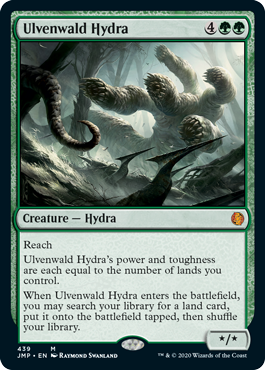 Ulvenwald Hydra 4
Creature — Hydra
Reach
Ulvenwald Hydra's power and toughness
are each equal to the number of lands you
control.
When Ulvenwald Hydra enters the battlefield,
you may search your library for a land card,
put it onto the battlefield tapped, then shuffle
your library.
*/*
439 M
JMP • EN RAYMOND SWANLAND ™ & © 2020 Wizards of the Coast